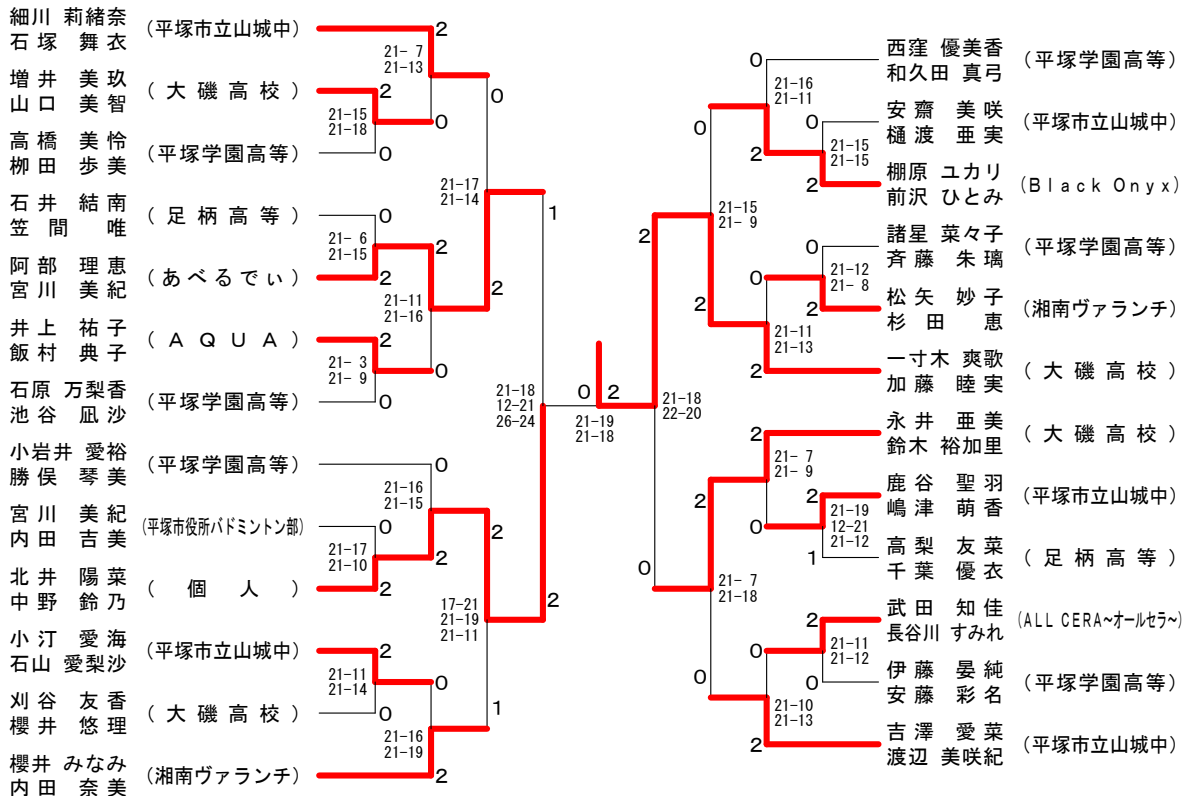 細川 莉緒奈
石塚 舞衣
(平塚市立山城中)
2
21- 7
21-13
0
増井 美玖
山口 美智
(大磯高校)
2
21-15
21-18
0
高橋 美怜
栁田 歩美
(平塚学園高等)
0
21-17
21-14
1
石井 結南
笠間 唯
(足柄高等)
0
21- 6
21-15
2
阿部 理恵
宮川 美紀
(あべるでぃ)
2
21-11
21-16
2
井上 祐子
飯村 典子
(AQUA)
2
21- 3
21- 9
0
石原 万梨香
池谷 凪沙
(平塚学園高等)
0
21-18
12-21
26-24
小岩井 愛裕
勝俣 琴美
(平塚学園高等)
0
21-16
21-15
2
宮川 美紀
内田 吉美
(平塚市役所バドミントン部)
0
21-17
21-10
2
北井 陽菜
中野 鈴乃
(個人)
2
17-21
21-19
21-11
2
小汀 愛海
石山 愛梨沙
(平塚市立山城中)
2
21-11
21-14
0
刈谷 友香
櫻井 悠理
(大磯高校)
0
21-16
21-19
1
櫻井 みなみ
内田 奈美
(湘南ヴァランチ)
2
0 2
21-19
21-18
西窪 優美香
和久田 真弓
(平塚学園高等)
0
21-16
21-11
0
安齋 美咲
樋渡 亜実
(平塚市立山城中)
0
21-15
21-15
2
棚原 ユカリ
前沢 ひとみ
(Black Onyx)
2
21-15
21- 9
2
諸星 菜々子
斉藤 朱璃
(平塚学園高等)
0
21-12
21- 8
0
松矢 妙子
杉田 恵
(湘南ヴァランチ)
2
21-11
21-13
2
一寸木 爽歌
加藤 睦実
(大磯高校)
2
21-18
22-20
永井 亜美
鈴木 裕加里
(大磯高校)
2
21- 7
21- 9
2
鹿谷 聖羽
嶋津 萌香
(平塚市立山城中)
2
21-19
12-21
21-12
0
高梨 友菜
千葉 優衣
(足柄高等)
1
0
21- 7
21-18
武田 知佳
長谷川 すみれ
(ALL CERA~オールセラ~)
2
21-11
21-12
0
伊藤 晏純
安藤 彩名
(平塚学園高等)
0
0
21-10
21-13
吉澤 愛菜
渡辺 美咲紀
(平塚市立山城中)
2